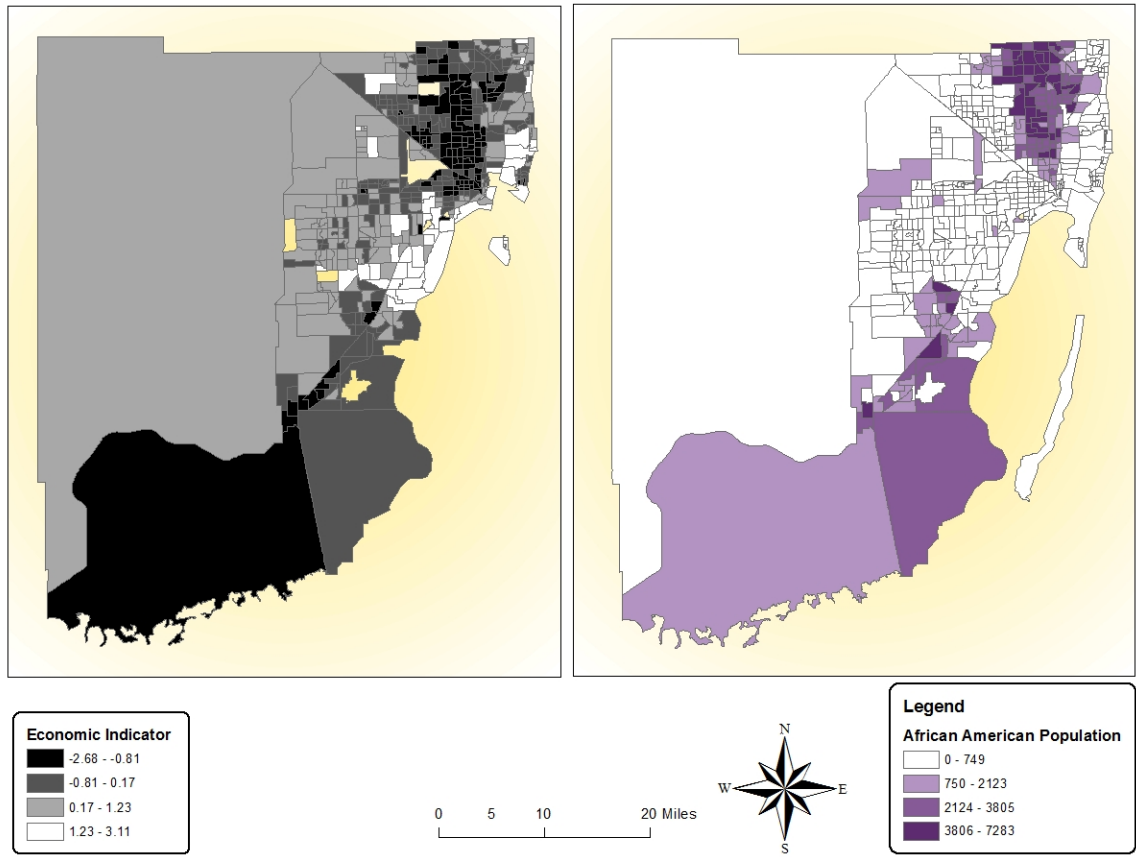 Economic Indicator
-2.68 - -0.81
-0.81 - 0.17
0.17 - 1.23
1.23 - 3.11
0 5 10 20 Miles
N
W E
S
Legend
African American Population
0 - 749
750 - 2123
2124 - 3805
3806 - 7283